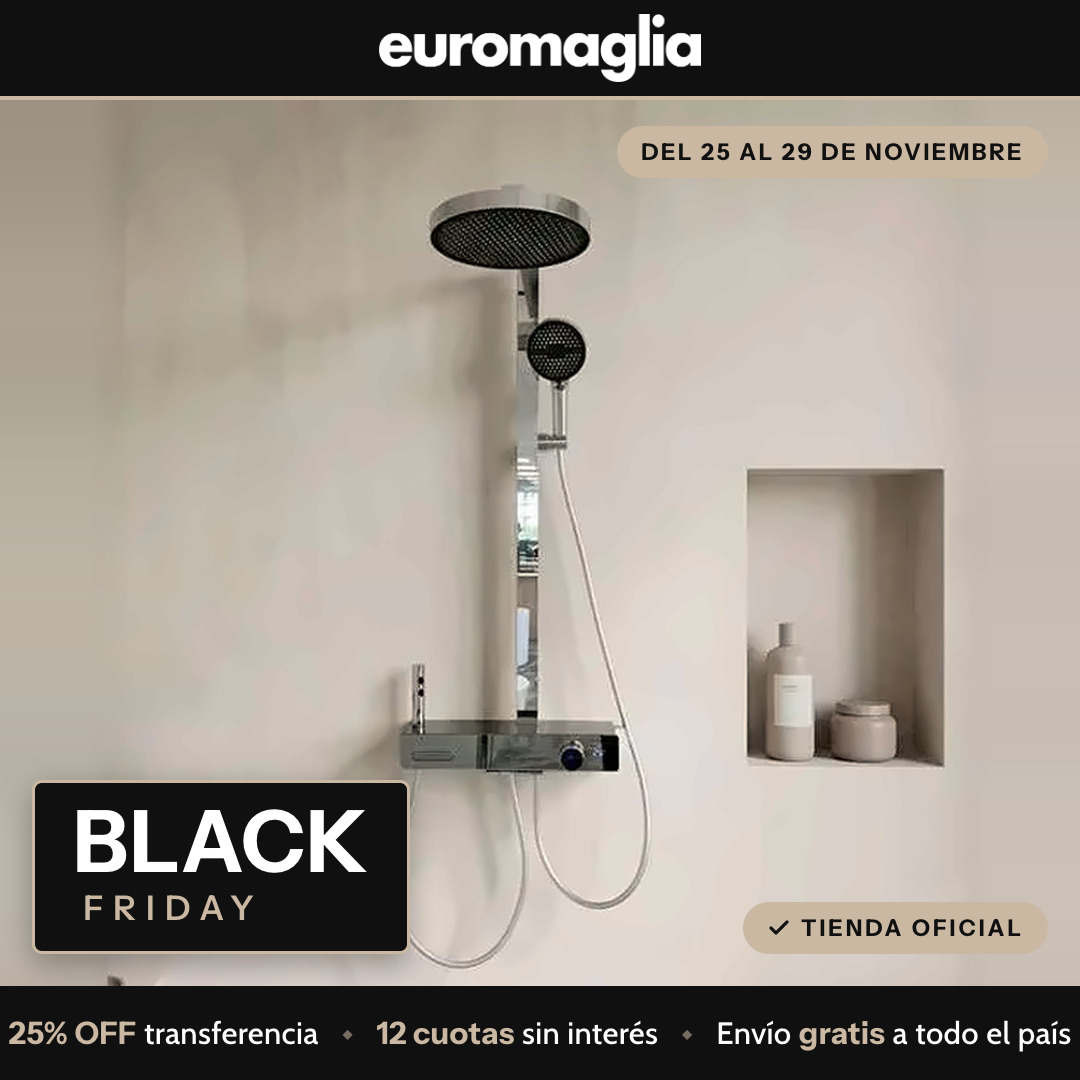 euromaglia
DEL 25 AL 29 DE NOVIEMBRE
BLACK
FRIDAY
✓ TIENDA OFICIAL
25% OFF transferencia ◆ 12 cuotas sin interés ◆ Envío gratis a todo el país